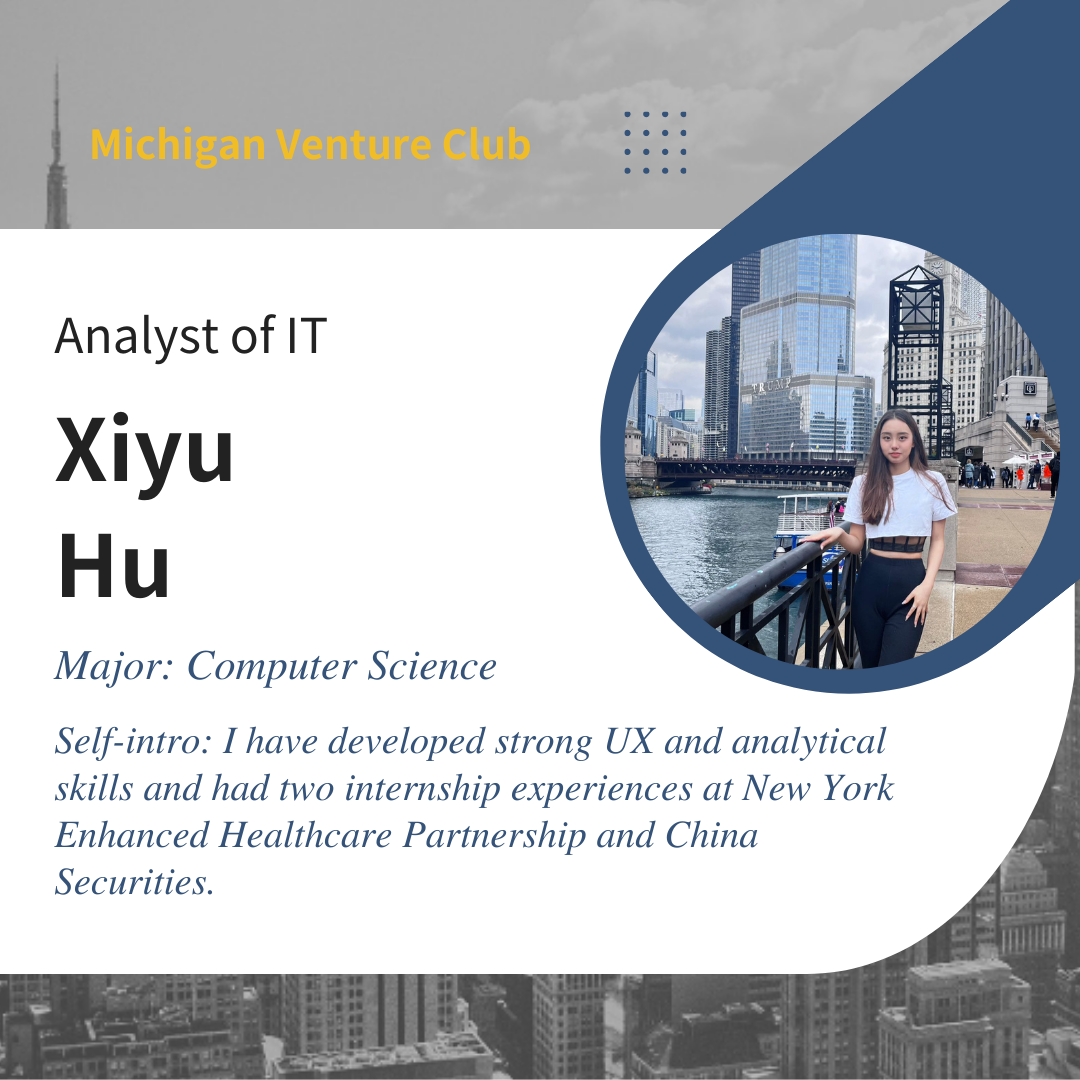 Michigan Venture Club
Analyst of IT
Xiyu
Hu
TRUMP
Major: Computer Science
Self-intro: I have developed strong UX and analytical
skills and had two internship experiences at New York
Enhanced Healthcare Partnership and China
Securities.